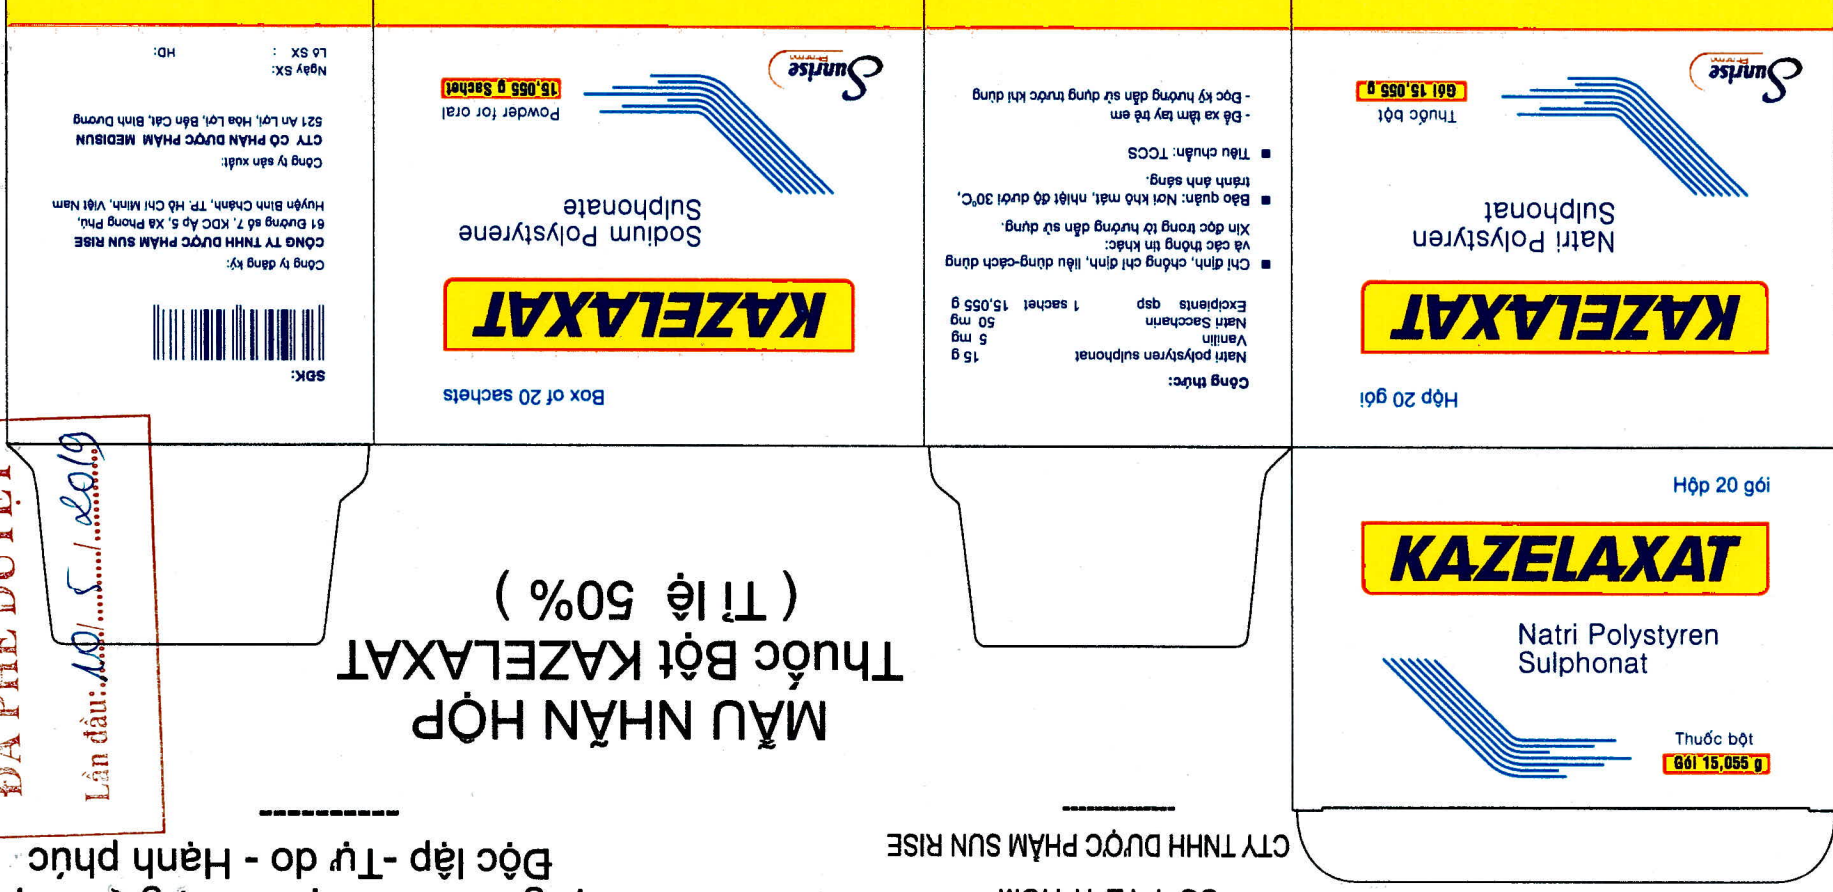 Độc lập -Tự do - Hạnh phúc
CTY TNHH DƯỢC PHẨM SUN RISE
MẪU NHÃN HỘP
Thuốc Bột KAZELAXAT
( Tỉ lệ 50% )
ĐÃ PHÊ DUYỆT
Lần đầu:10/5/2019
Hộp 20 gói
KAZELAXAT
Natri Polystyren
Sulphonat
Thuốc bột
Gói 15,055 g
Sunrise
Pharma
Công thức:
Natri polystyren sulphonat 15 g
Vanilin 5 mg
Natri Saccharin 50 mg
Excipients qsp 1 sachet 15,055 g
■ Chỉ định, chống chỉ định, liều dùng-cách dùng
và các thông tin khác:
Xin đọc trong tờ hướng dẫn sử dụng.
■ Bảo quản: Nơi khô mát, nhiệt độ dưới 30°C,
tránh ánh sáng.
■ Tiêu chuẩn: TCCS
- Để xa tầm tay trẻ em
- Đọc kỹ hướng dẫn sử dụng trước khi dùng
Box of 20 sachets
KAZELAXAT
Sodium Polystyrene
Sulphonate
Powder for oral
15,055 g Sachet
Sunrise
Pharma
SĐK:
Công ty đăng ký:
CÔNG TY TNHH DƯỢC PHẨM SUN RISE
61 Đường số 7, KDC Ấp 5, Xã Phong Phú,
Huyện Bình Chánh, TP. Hồ Chí Minh, Việt Nam
Công ty sản xuất:
CTY CỔ PHẦN DƯỢC PHẨM MEDISUN
521 An Lợi, Hòa Lợi, Bến Cát, Bình Dương
Ngày SX:
Lô SX :
HD:
Hộp 20 gói
KAZELAXAT
Natri Polystyren
Sulphonat
Thuốc bột
Gói 15,055 g